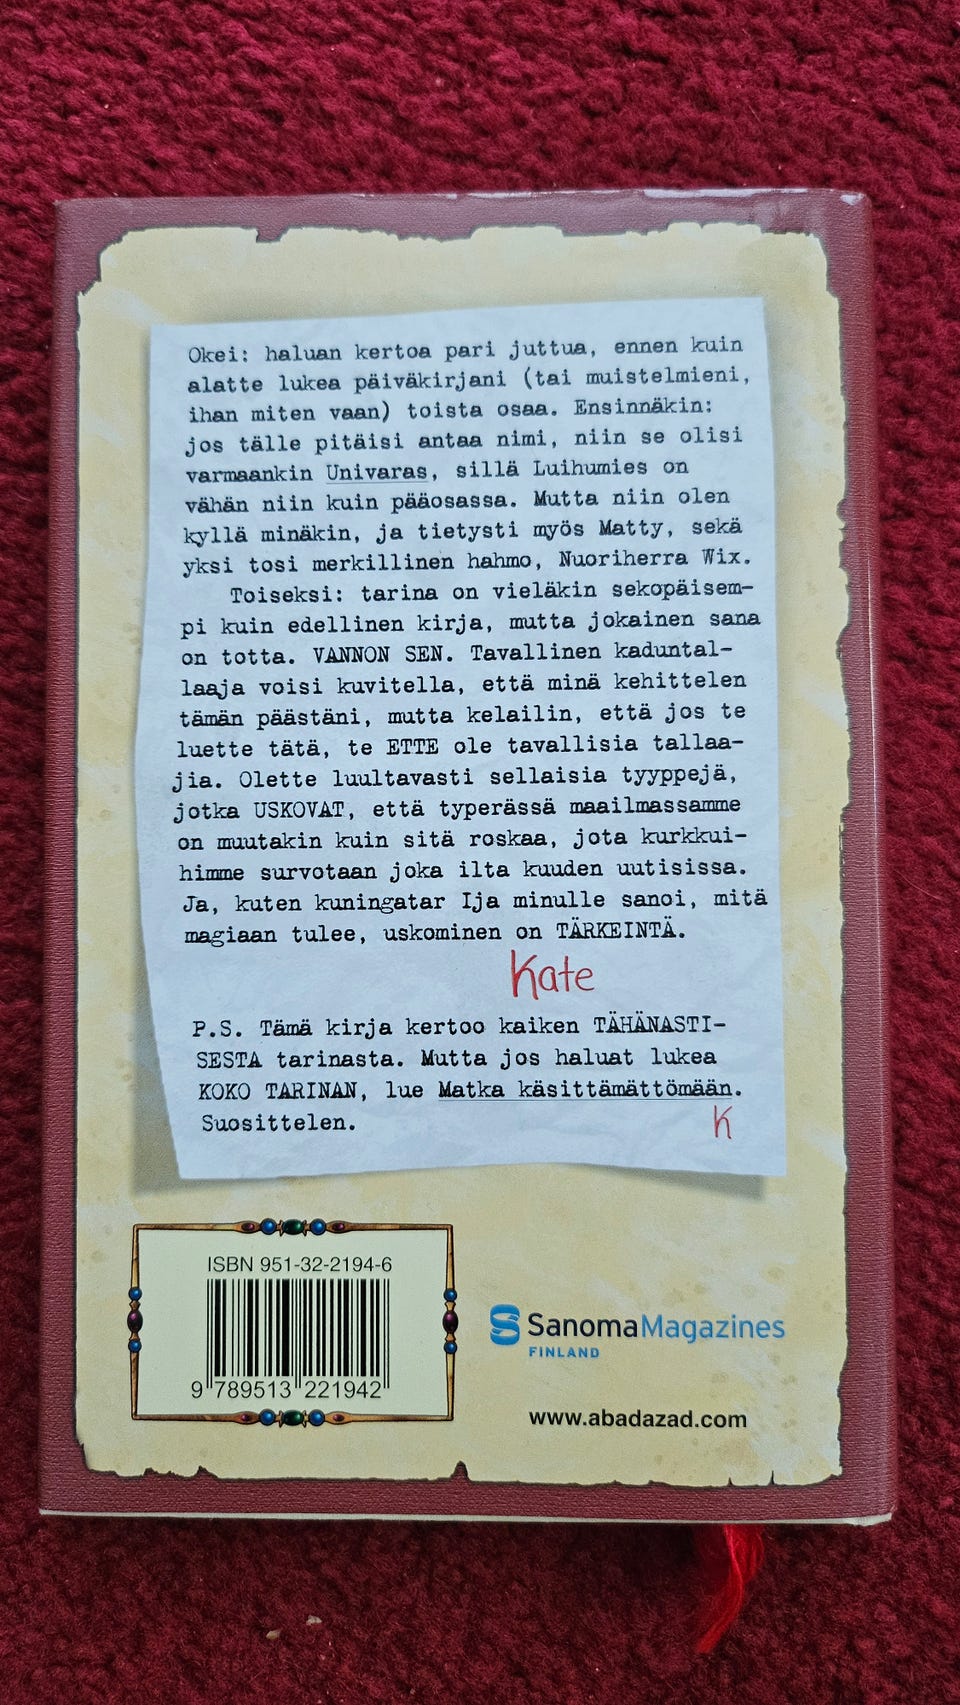 Okei: haluan kertoa pari juttua, ennen kuin
alatte lukea päiväkirjani (tai muistelmieni,
ihan miten vaan) toista osaa. Ensinnäkin:
jos tälle pitäisi antaa nimi, niin se olisi
varmaankin Univaras, sillä Luihumies on
vähän niin kuin pääosassa. Mutta niin olen
kyllä minäkin, ja tietysti myös Matty, sekä
yksi tosi merkillinen hahmo, Nuoriherra Wix.
Toiseksi: tarina on vieläkin sekopäisem-
pi kuin edellinen kirja, mutta jokainen sana
on totta. VANNON SEN. Tavallinen kaduntal-
laaja voisi kuvitella, että minä kehittelen
tämän päästäni, mutta kelailin, että jos te
luette tätä, te ETTE ole tavallisia tallaa-
jia. Olette luultavasti sellaisia tyyppejä,
jotka USKOVAT, että typerässä maailmassamme
on muutakin kuin sitä roskaa, jota kurkkui-
himme survotaan joka ilta kuuden uutisissa.
Ja, kuten kuningatar Ija minulle sanoi, mitä
magiaan tulee, uskominen on TÄRKEINTÄ.
Kate
P.S. Tämä kirja kertoo kaiken TÄHÄNASTI-
SESTA tarinasta. Mutta jos haluat lukea
KOKO TARINAN, lue Matka käsittämättömään.
Suosittelen.
K
ISBN 951-32-2194-6
9 789513 221942
SanomaMagazines
FINLAND
www.abadazad.com